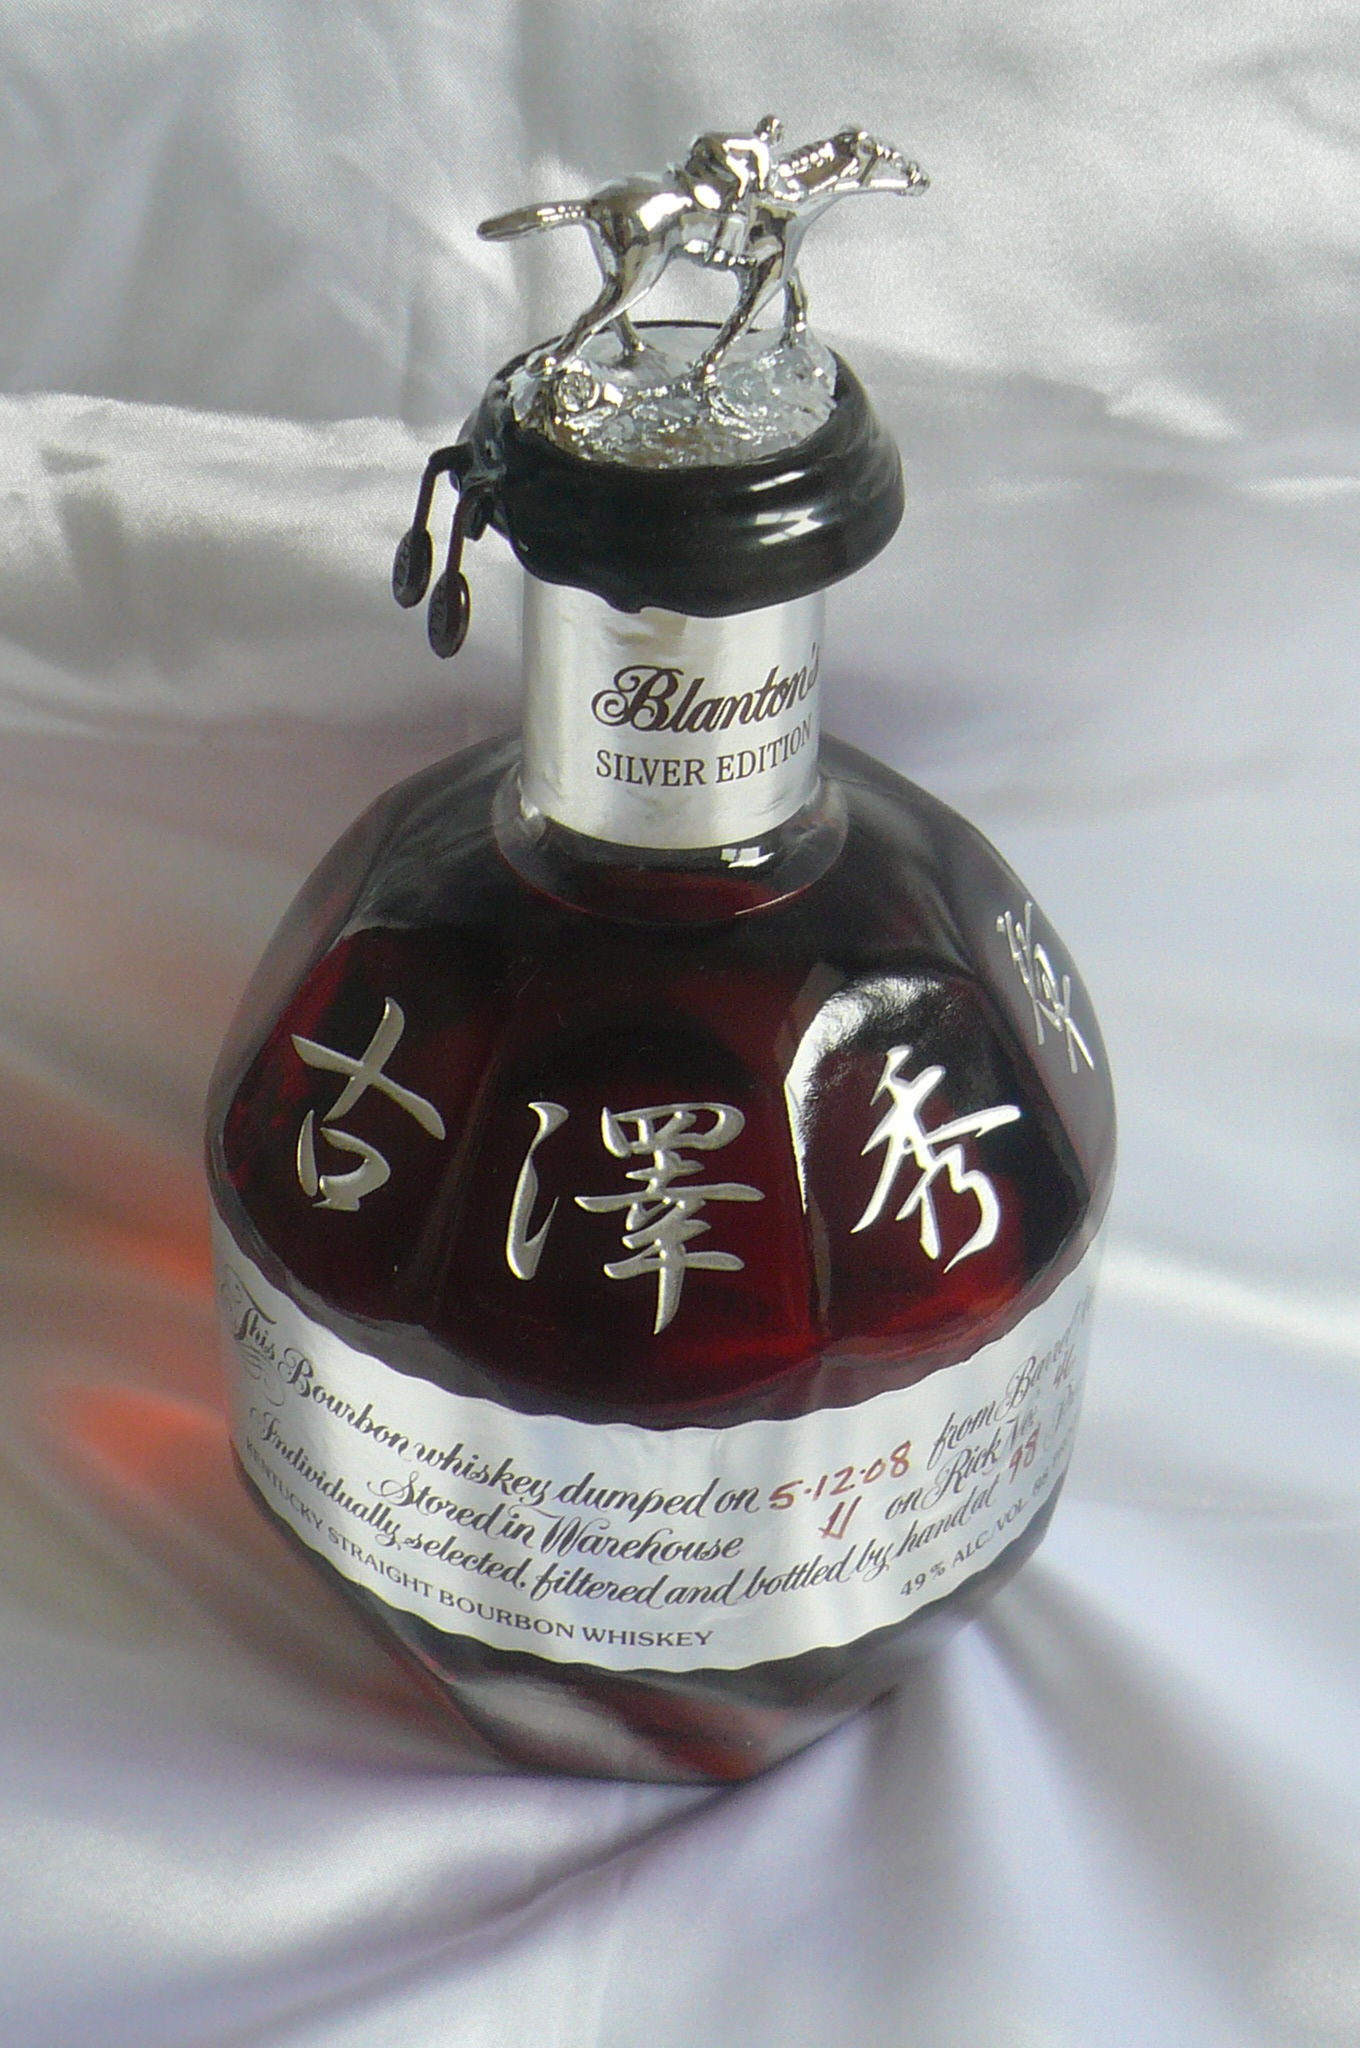 Blanton's
SILVER EDITION
古澤秀
This Bourbon whiskey dumped on 5·12·08 from Barrel
Stored in Warehouse H on Rick No.
Individually selected, filtered and bottled by hand at 98
KENTUCKY STRAIGHT BOURBON WHISKEY 49% ALC./VOL.